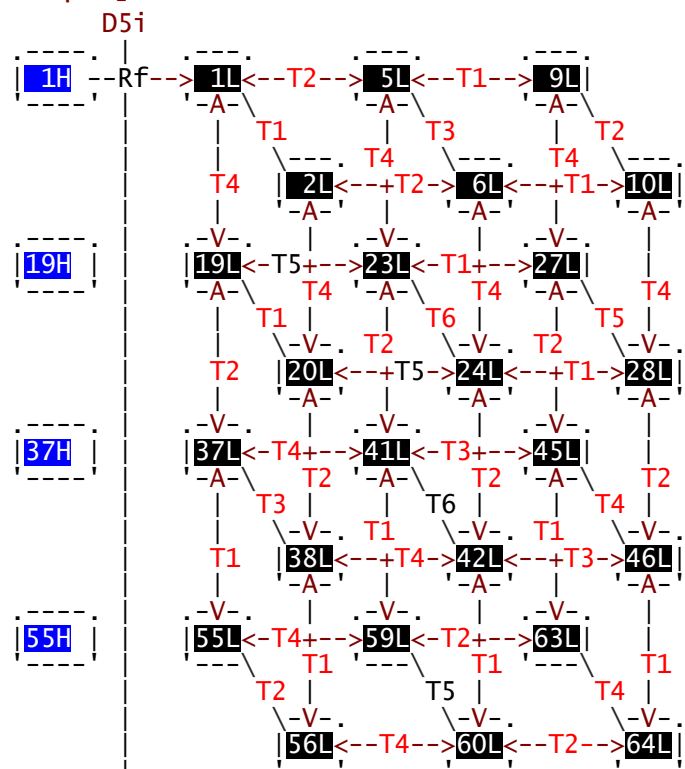 D5i
1H --Rf--> 1L<--T2-->5L<--T1-->9L
T1 T3 T2
T4
T4 T4
2L<--+T2->6L<--+T1->10L
19H 19L<-T5+-->23L<-T1+-->27L
T4 T4 T4
T1 T6 T5
T2 T2
T2 20L<--+T5->24L<--+T1->28L
37H 37L<-T4+-->41L<-T3+-->45L
T2 T2 T2
T3 T6 T4
T1 T1
T1 38L<--+T4->42L<--+T3->46L
55H 55L<-T4+-->59L<-T2+-->63L
T1 T1 T1
T2 T5 T4
56L<--T4-->60L<--T2-->64L